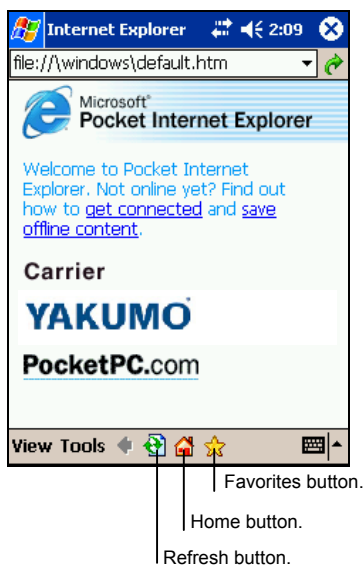 Internet Explorer 2:09
file://\windows\default.htm
Microsoft®
Pocket Internet Explorer
Welcome to Pocket Internet
Explorer. Not online yet? Find out
how to get connected and save
offline content.
Carrier
YAKUMO
PocketPC.com
View Tools
Favorites button.
Home button.
Refresh button.